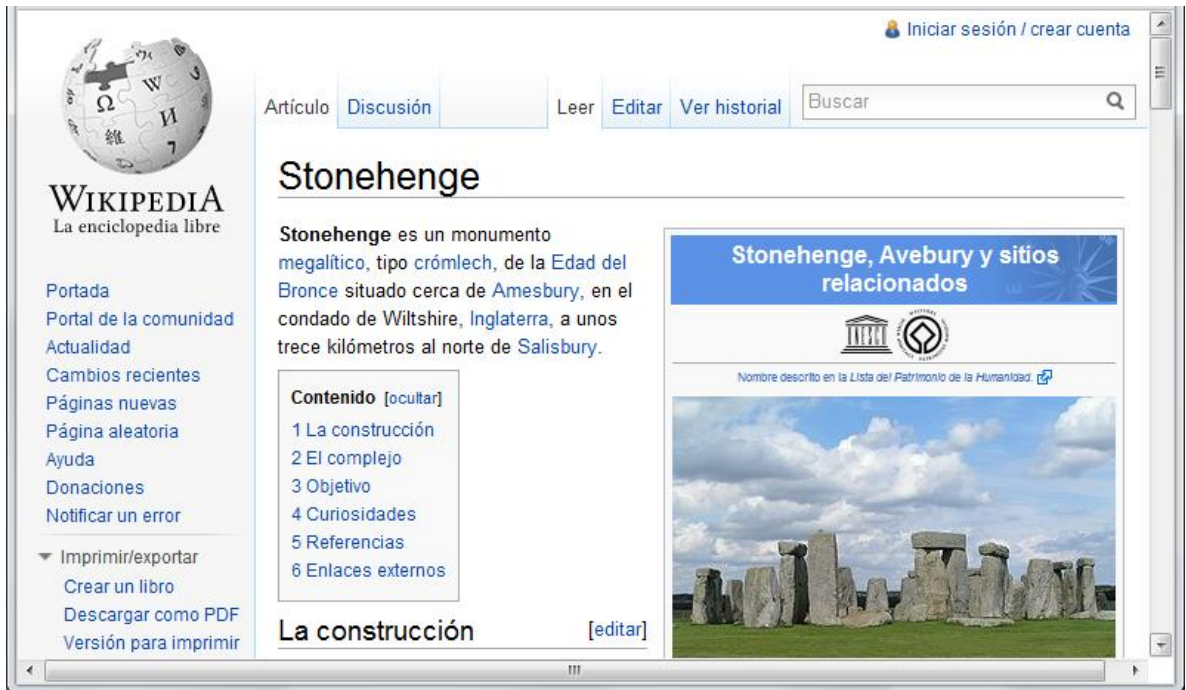 Iniciar sesión / crear cuenta
Artículo Discusión Leer Editar Ver historial Buscar
WIKIPEDIA
La enciclopedia libre
Portada
Portal de la comunidad
Actualidad
Cambios recientes
Páginas nuevas
Página aleatoria
Ayuda
Donaciones
Notificar un error
Imprimir/exportar
Crear un libro
Descargar como PDF
Versión para imprimir
Stonehenge
Stonehenge es un monumento
megalítico, tipo crómlech, de la Edad del
Bronce situado cerca de Amesbury, en el
condado de Wiltshire, Inglaterra, a unos
trece kilómetros al norte de Salisbury.
Contenido [ocultar]
1 La construcción
2 El complejo
3 Objetivo
4 Curiosidades
5 Referencias
6 Enlaces externos
La construcción [editar]
Stonehenge, Avebury y sitios
relacionados
UNESCO
Nombre descrito en la Lista del Patrimonio de la Humanidad.